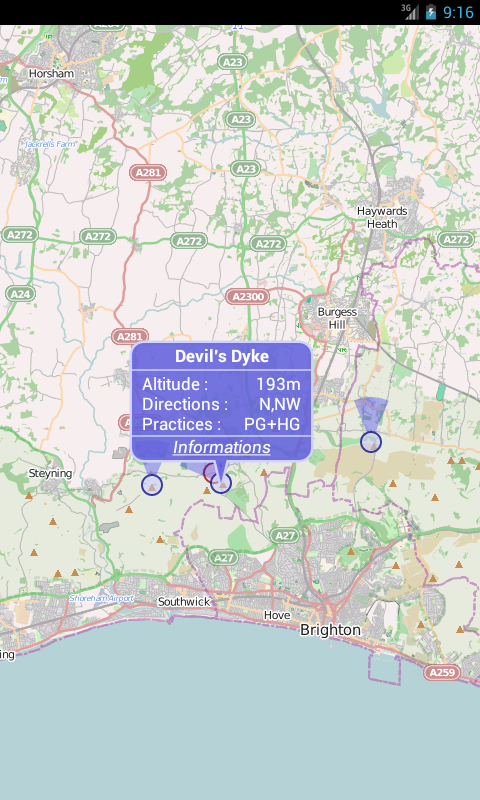 3G 9:16
11
A23
Horsham
A23
Jackrells Farm
A23
A281
Haywards
Heath
A272
A272
A272
A272
A272
A24
A2300
Burgess
Hill
A281
Devil's Dyke
Altitude : 193m
Directions : N,NW
Practices : PG+HG
Informations
Steyning
A27
A27
Shoreham Airport
Southwick
Hove
Brighton
ing
A259